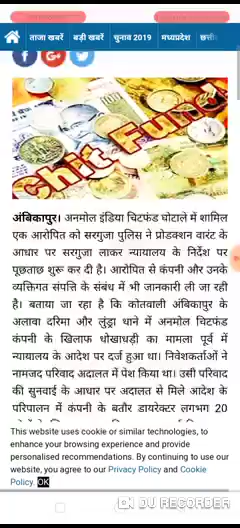 ताजा खबरें बड़ी खबरें चुनाव 2019 मध्यप्रदेश छत्ती
Chit Fund
अंबिकापुर। अनमोल इंडिया चिटफंड घोटाले में शामिल
एक आरोपित को सरगुजा पुलिस ने प्रोडक्शन वारंट के
आधार पर सरगुजा लाकर न्यायालय के निर्देश पर
पूछताछ शुरू कर दी है। आरोपित से कंपनी और उनके
व्यक्तिगत संपत्ति के संबंध में भी जानकारी ली जा रही
है। बताया जा रहा है कि कोतवाली अंबिकापुर के
अलावा दरिमा और लुंड्रा थाने में अनमोल चिटफंड
कंपनी के खिलाफ धोखाधड़ी का मामला पूर्व में
न्यायालय के आदेश पर दर्ज हुआ था। निवेशकर्ताओं ने
नामजद परिवाद अदालत में पेश किया था। उसी परिवाद
की सुनवाई के आधार पर अदालत से मिले आदेश के
परिपालन में कंपनी के बतौर डायरेक्टर लगभग 20
This website uses cookie or similar technologies, to
enhance your browsing experience and provide
personalised recommendations. By continuing to use our
website, you agree to our Privacy Policy and Cookie
Policy. OK
DU RECORDER